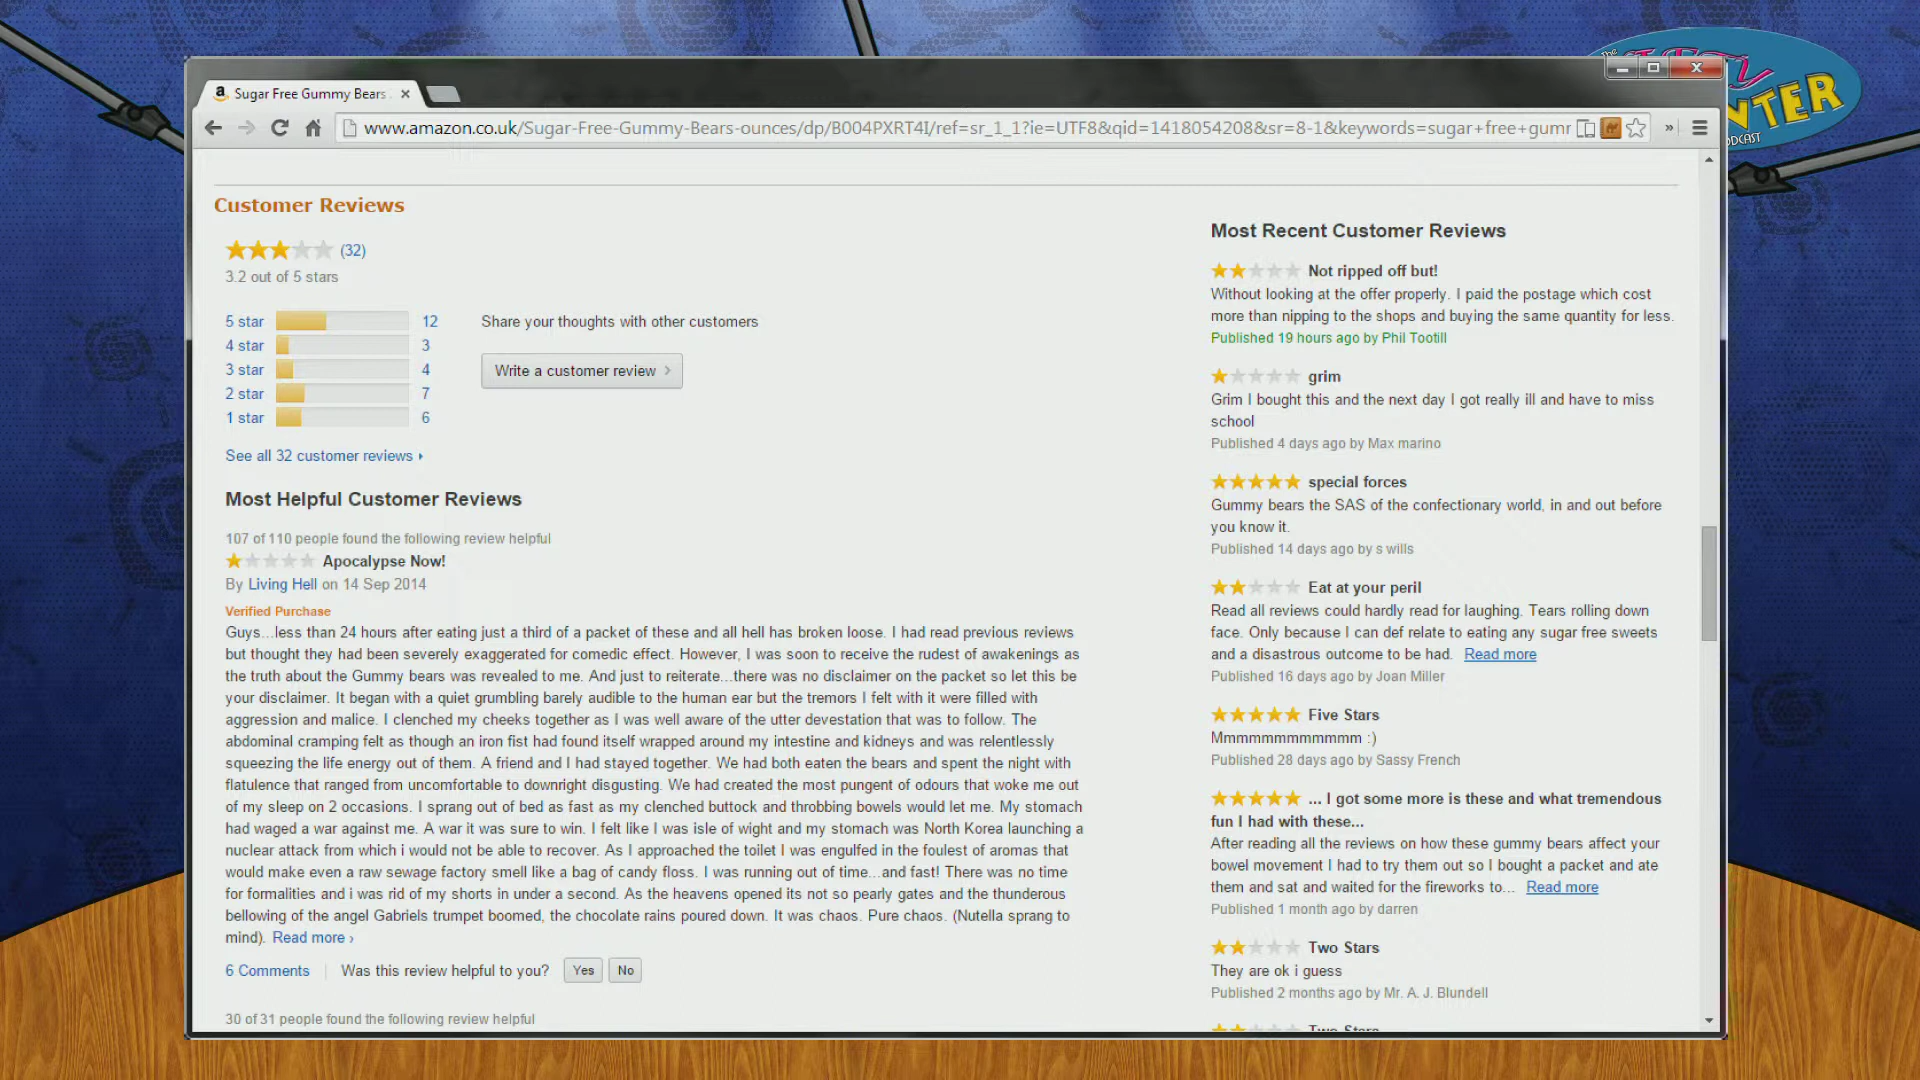 Sugar Free Gummy Bears
www.amazon.co.uk/Sugar-Free-Gummy-Bears-ounces/dp/B004PXRT4I/ref=sr_1_1?ie=UTF8&qid=1418054208&sr=8-1&keywords=sugar+free+gumr
The
NTER
ODCAST
Customer Reviews
(32)
3.2 out of 5 stars
5 star 12
4 star 3
3 star 4
2 star 7
1 star 6
Share your thoughts with other customers
Write a customer review
See all 32 customer reviews
Most Helpful Customer Reviews
107 of 110 people found the following review helpful
Apocalypse Now!
By Living Hell on 14 Sep 2014
Verified Purchase
Guys...less than 24 hours after eating just a third of a packet of these and all hell has broken loose. I had read previous reviews
but thought they had been severely exaggerated for comedic effect. However, I was soon to receive the rudest of awakenings as
the truth about the Gummy bears was revealed to me. And just to reiterate...there was no disclaimer on the packet so let this be
your disclaimer. It began with a quiet grumbling barely audible to the human ear but the tremors I felt with it were filled with
aggression and malice. I clenched my cheeks together as I was well aware of the utter devestation that was to follow. The
abdominal cramping felt as though an iron fist had found itself wrapped around my intestine and kidneys and was relentlessly
squeezing the life energy out of them. A friend and I had stayed together. We had both eaten the bears and spent the night with
flatulence that ranged from uncomfortable to downright disgusting. We had created the most pungent of odours that woke me out
of my sleep on 2 occasions. I sprang out of bed as fast as my clenched buttock and throbbing bowels would let me. My stomach
had waged a war against me. A war it was sure to win. I felt like I was isle of wight and my stomach was North Korea launching a
nuclear attack from which i would not be able to recover. As I approached the toilet I was engulfed in the foulest of aromas that
would make even a raw sewage factory smell like a bag of candy floss. I was running out of time...and fast! There was no time
for formalities and i was rid of my shorts in under a second. As the heavens opened its not so pearly gates and the thunderous
bellowing of the angel Gabriels trumpet boomed, the chocolate rains poured down. It was chaos. Pure chaos. (Nutella sprang to
mind). Read more ›
6 Comments Was this review helpful to you? Yes No
30 of 31 people found the following review helpful
Most Recent Customer Reviews
Not ripped off but!
Without looking at the offer properly. I paid the postage which cost
more than nipping to the shops and buying the same quantity for less.
Published 19 hours ago by Phil Tootill
grim
Grim I bought this and the next day I got really ill and have to miss
school
Published 4 days ago by Max marino
special forces
Gummy bears the SAS of the confectionary world, in and out before
you know it.
Published 14 days ago by s wills
Eat at your peril
Read all reviews could hardly read for laughing. Tears rolling down
face. Only because I can def relate to eating any sugar free sweets
and a disastrous outcome to be had. Read more
Published 16 days ago by Joan Miller
Five Stars
Mmmmmmmmmmmm :)
Published 28 days ago by Sassy French
... I got some more is these and what tremendous
fun I had with these...
After reading all the reviews on how these gummy bears affect your
bowel movement I had to try them out so I bought a packet and ate
them and sat and waited for the fireworks to... Read more
Published 1 month ago by darren
Two Stars
They are ok i guess
Published 2 months ago by Mr. A. J. Blundell
Two Stars